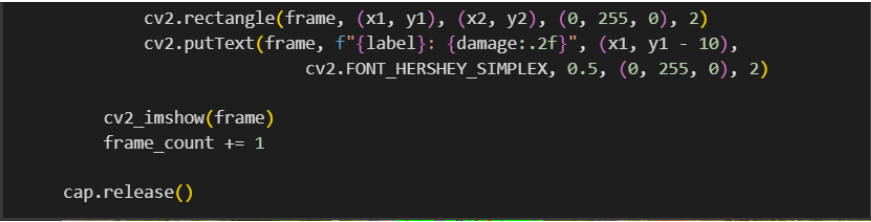 cv2.rectangle(frame, (x1, y1), (x2, y2), (0, 255, 0), 2)
cv2.putText(frame, f"{label}: {damage:.2f}", (x1, y1 - 10),
cv2.FONT_HERSHEY_SIMPLEX, 0.5, (0, 255, 0), 2)
cv2_imshow(frame)
frame_count += 1
cap.release()